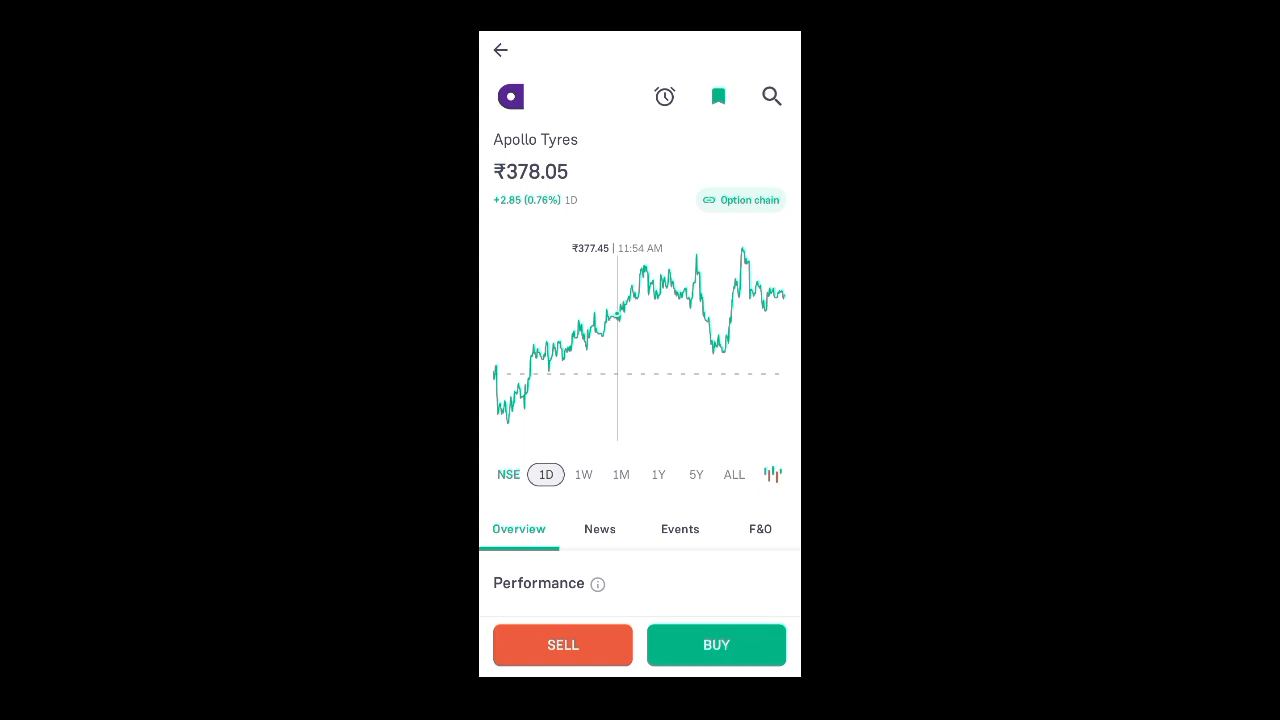 Apollo Tyres
₹378.05
+2.85 (0.76%) 1D
Option chain
₹377.45 | 11:54 AM
NSE 1D 1W 1M 1Y 5Y ALL
Overview News Events F&O
Performance
SELL BUY